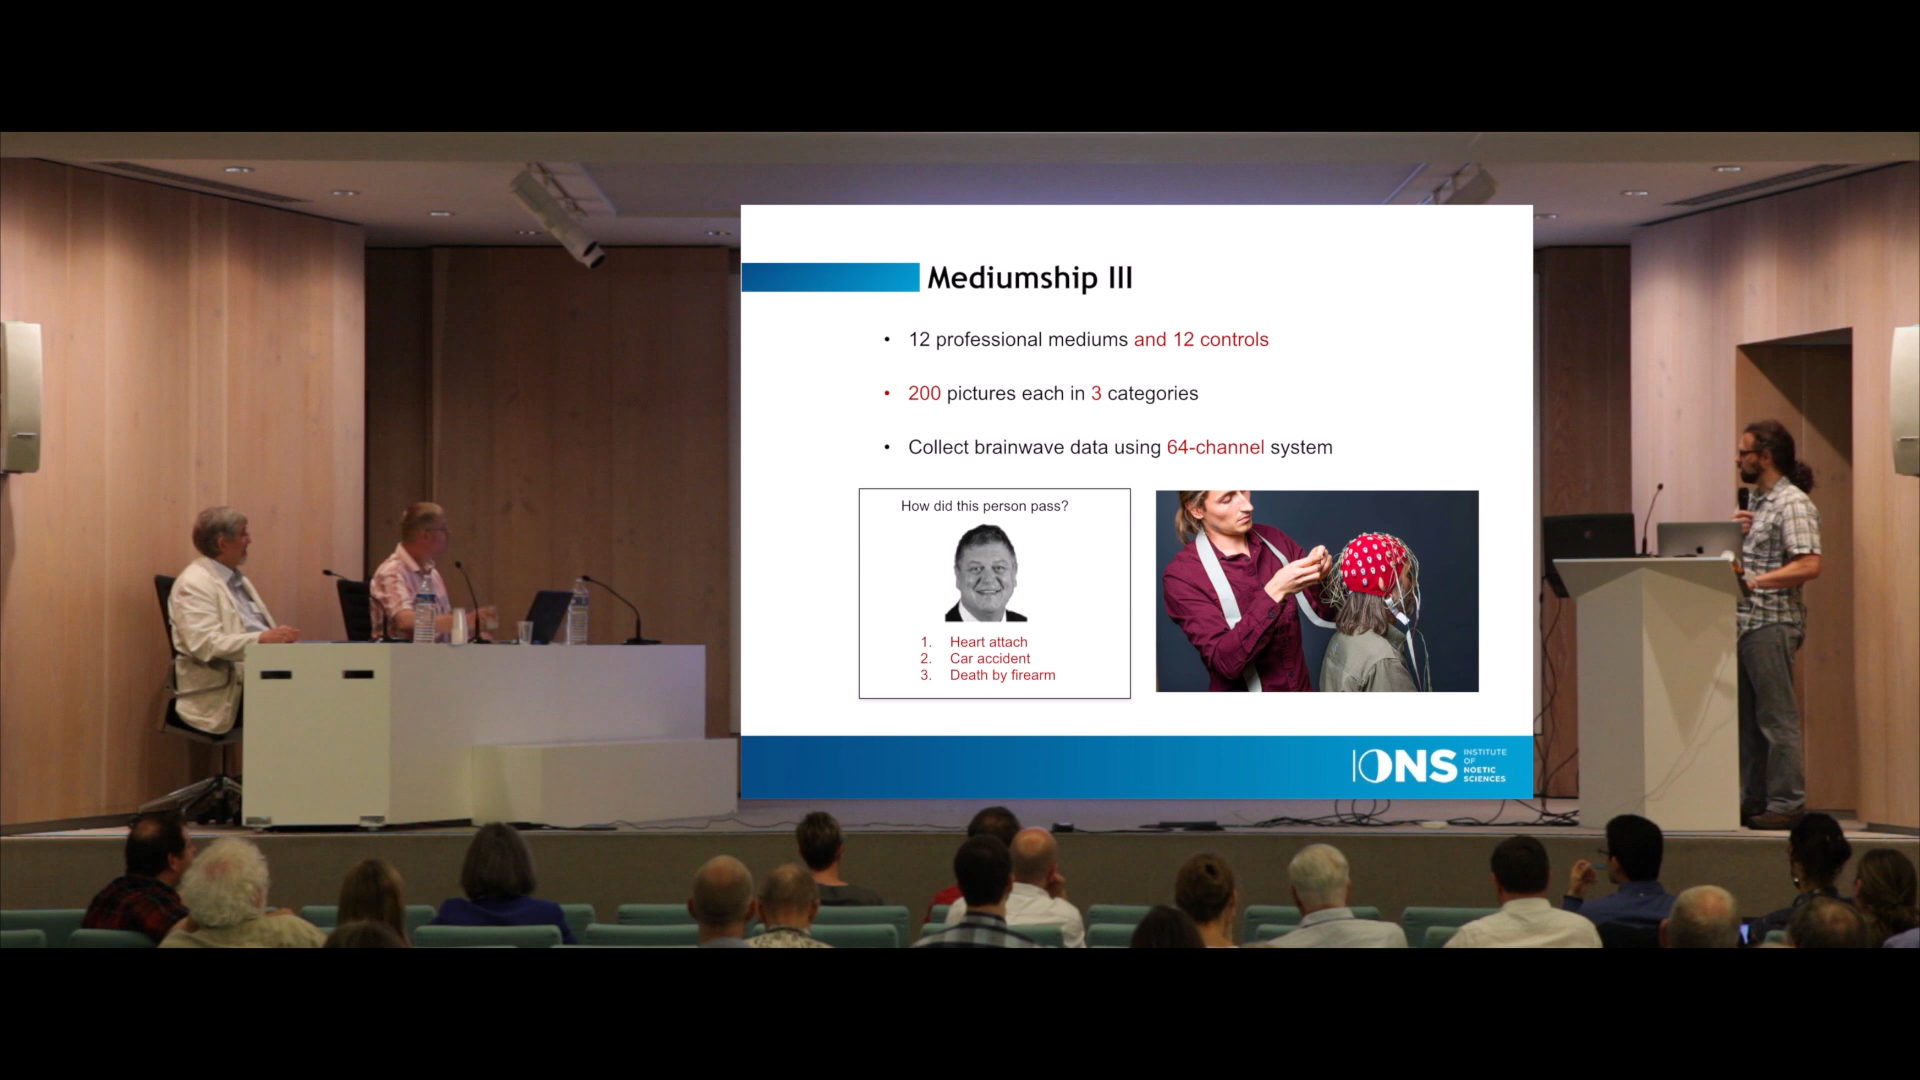 Mediumship III
• 12 professional mediums and 12 controls
• 200 pictures each in 3 categories
• Collect brainwave data using 64-channel system
How did this person pass?
1. Heart attach
2. Car accident
3. Death by firearm
IONS INSTITUTE
OF
NOETIC
SCIENCES